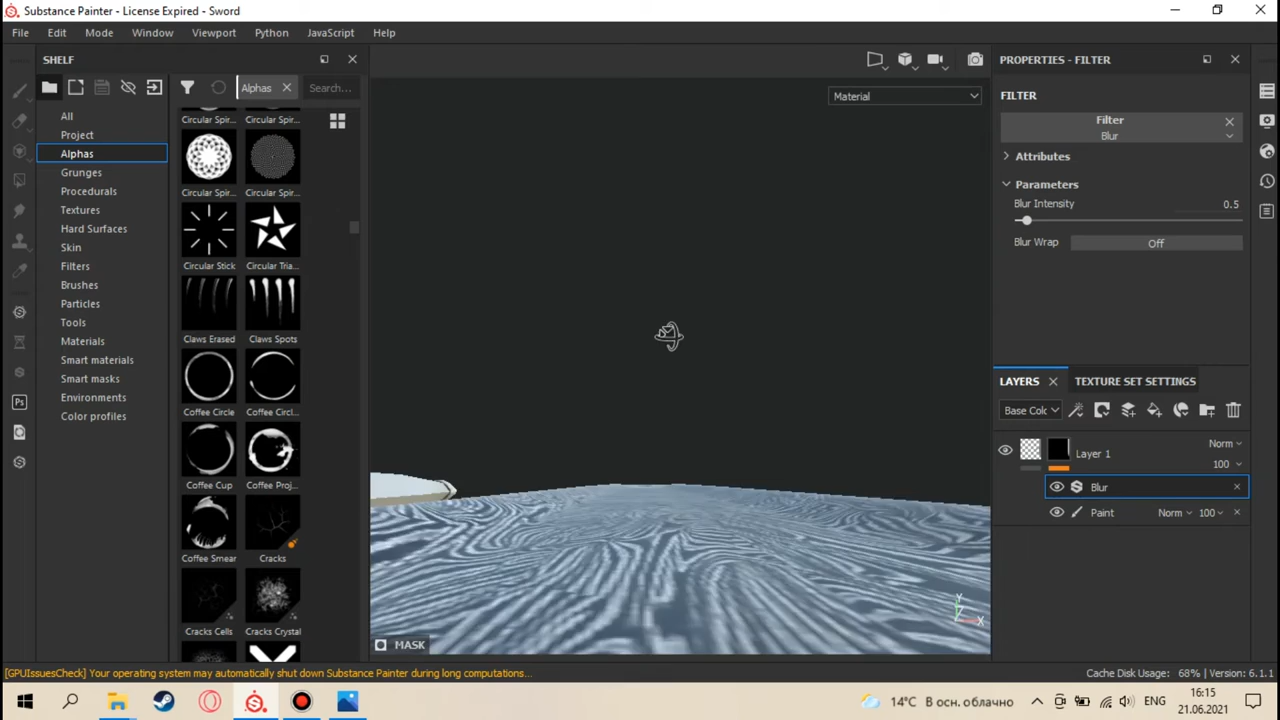 Substance Painter - License Expired - Sword
File Edit Mode Window Viewport Python JavaScript Help
SHELF
Alphas
Search...
All
Project
Alphas
Grunges
Procedurals
Textures
Hard Surfaces
Skin
Filters
Brushes
Particles
Tools
Materials
Smart materials
Smart masks
Environments
Color profiles
Circular Spir... Circular Spir...
Circular Spir... Circular Spir...
Circular Stick Circular Tria...
Claws Erased Claws Spots
Coffee Circle Coffee Circl...
Coffee Cup Coffee Proj...
Coffee Smear Cracks
Cracks Cells Cracks Crystal
Material
MASK
Y
Z
X
PROPERTIES - FILTER
FILTER
Filter
Blur
Attributes
Parameters
Blur Intensity 0.5
Blur Wrap Off
LAYERS TEXTURE SET SETTINGS
Base Colo
Norm
Layer 1
100
Blur
Paint Norm 100
Ps
[GPUIssuesCheck] Your operating system may automatically shut down Substance Painter during long computations...
Cache Disk Usage: 68% | Version: 6.1.1
14°C В осн. облачно
ENG
16:15
21.06.2021